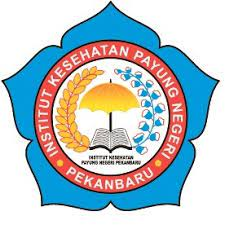 INSTITUT KESEHATAN PAYUNG NEGERI
PEKANBARU
INSTITUT KESEHATAN
PAYUNG NEGERI PEKANBARU